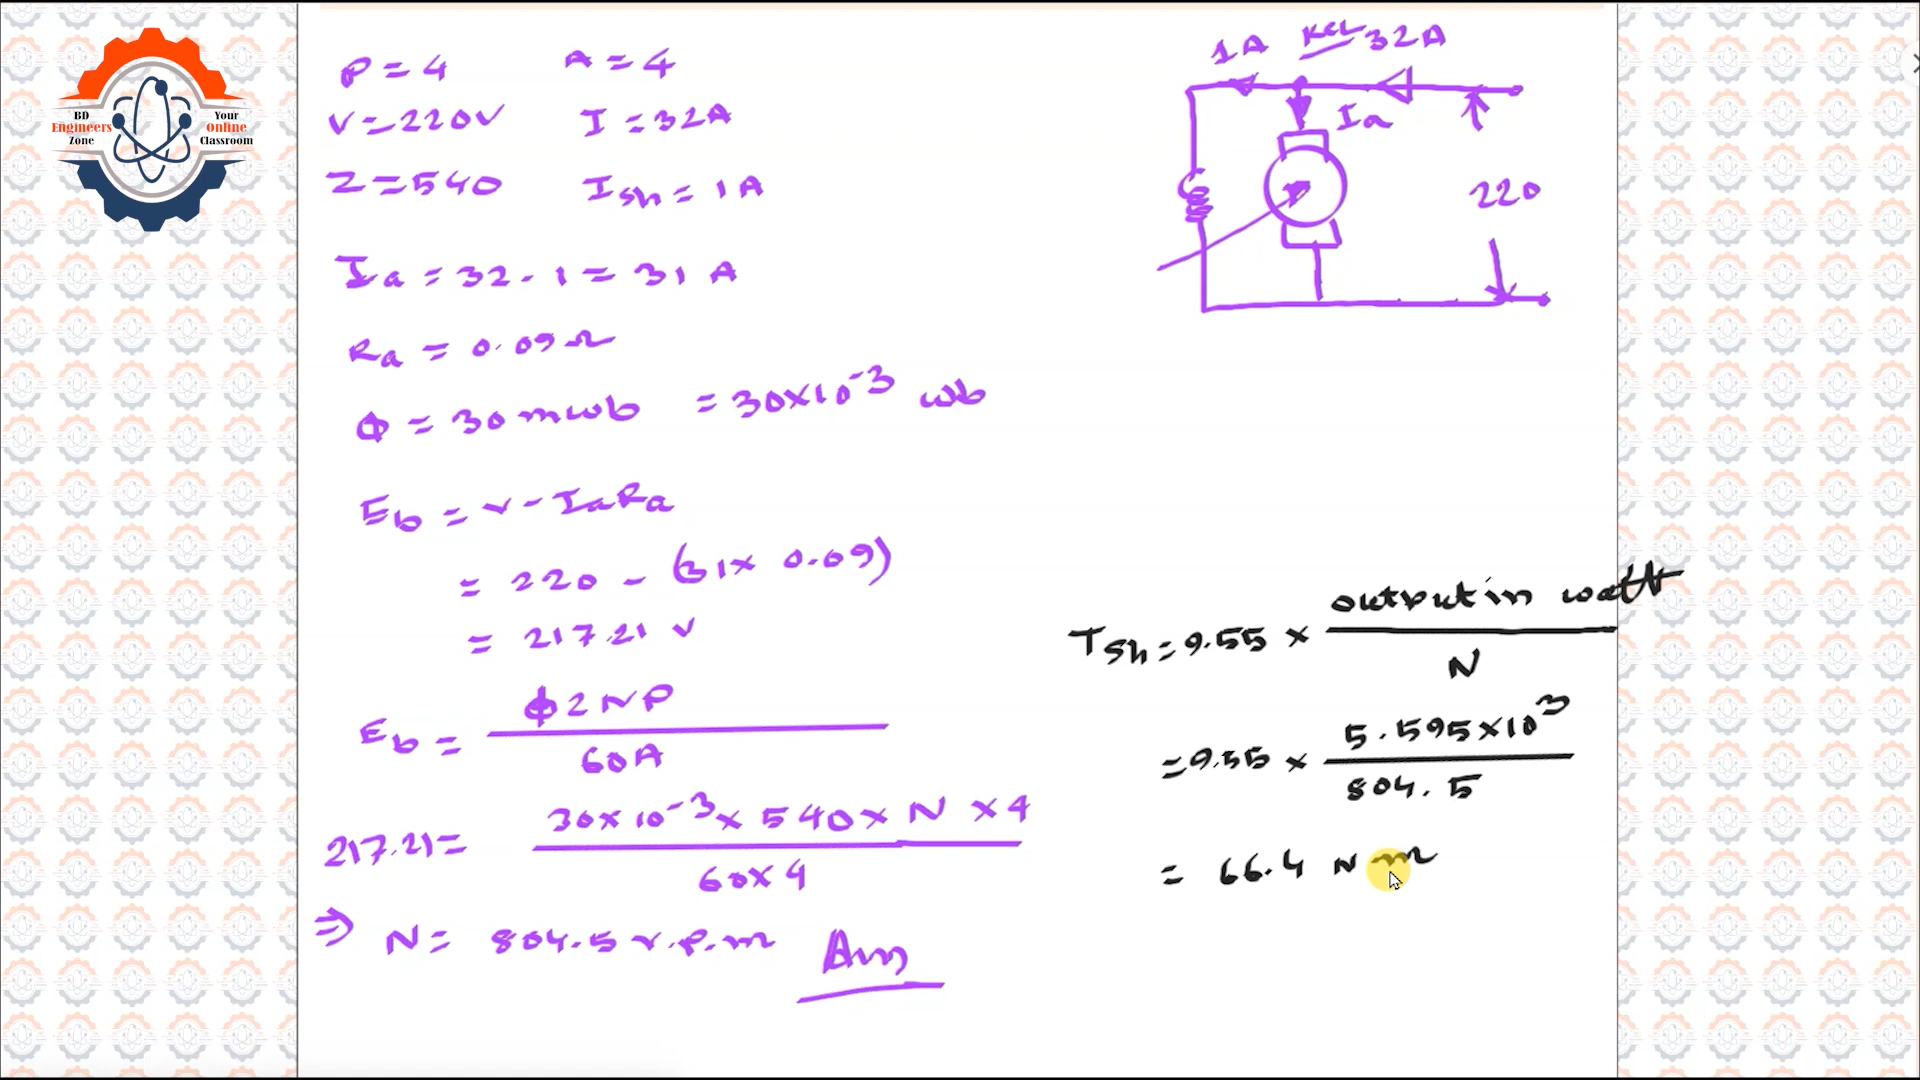 BD
Engineers
Zone
Your
Online
Classroom
P = 4 A = 4
V = 220V I = 32A
Z = 540 Ish = 1A
Ia = 32 - 1 = 31 A
Ra = 0.09Ω
Φ = 30 mwb = 30×10⁻³ wb
Eb = V - IaRa
= 220 - (31× 0.09)
= 217.21 V
Eb = ΦZNP / 60A
217.21 = 30×10⁻³× 540× N ×4 / 60×4
⇒ N = 804.5 r.p.m Ans
1A KCL 32A
Ia
220
Tsh = 9.55 × output in watt / N
= 9.55 × 5.595×10³ / 804.5
= 66.4 N m